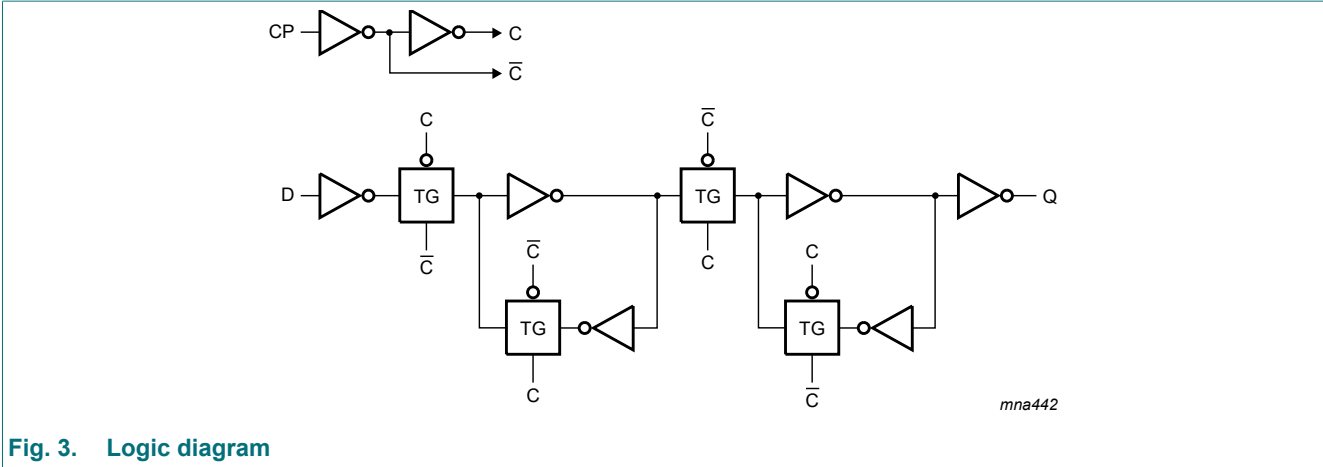 CP
C
C̅
C
C̅
D
TG
TG
Q
C̅
C̅
C
C
TG
TG
C
C̅
mna442
Fig. 3. Logic diagram